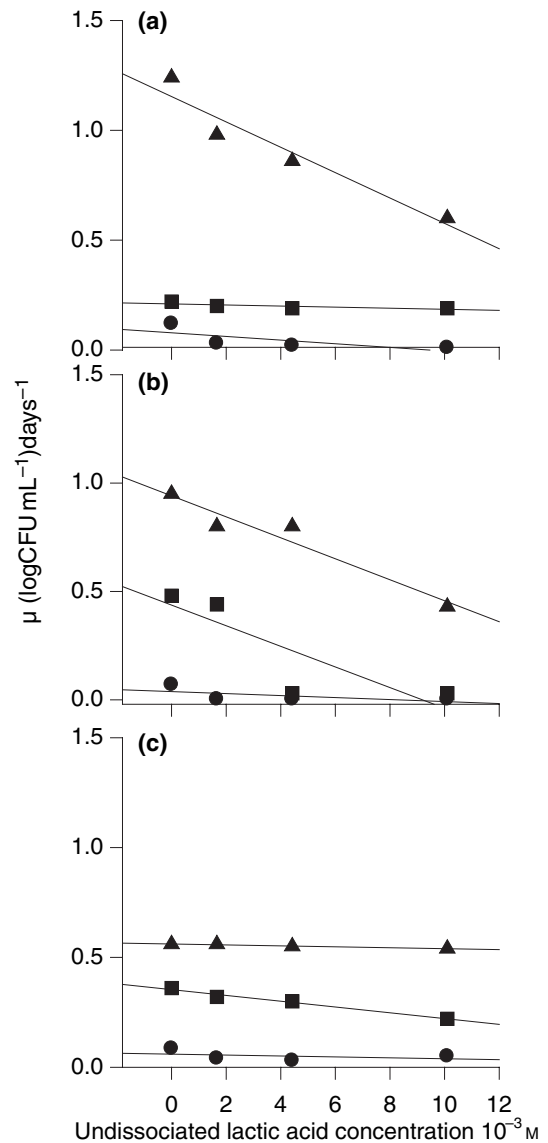 (a)
1.5
1.0
0.5
0.0
(b)
1.5
1.0
0.5
0.0
(c)
1.5
1.0
0.5
0.0
0 2 4 6 8 10 12
μ (logCFU mL⁻¹)days⁻¹
Undissociated lactic acid concentration 10⁻³ M